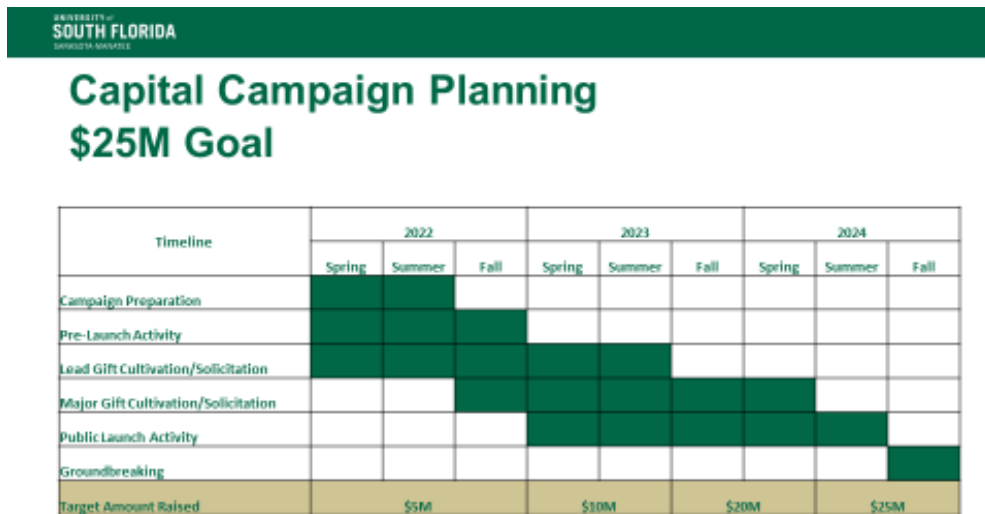 UNIVERSITY of
SOUTH FLORIDA
SARASOTA-MANATEE
Capital Campaign Planning
$25M Goal
Timeline 2022 2023 2024
Spring Summer Fall Spring Summer Fall Spring Summer Fall
Campaign Preparation
Pre-Launch Activity
Lead Gift Cultivation/Solicitation
Major Gift Cultivation/Solicitation
Public Launch Activity
Groundbreaking
Target Amount Raised $5M $10M $20M $25M